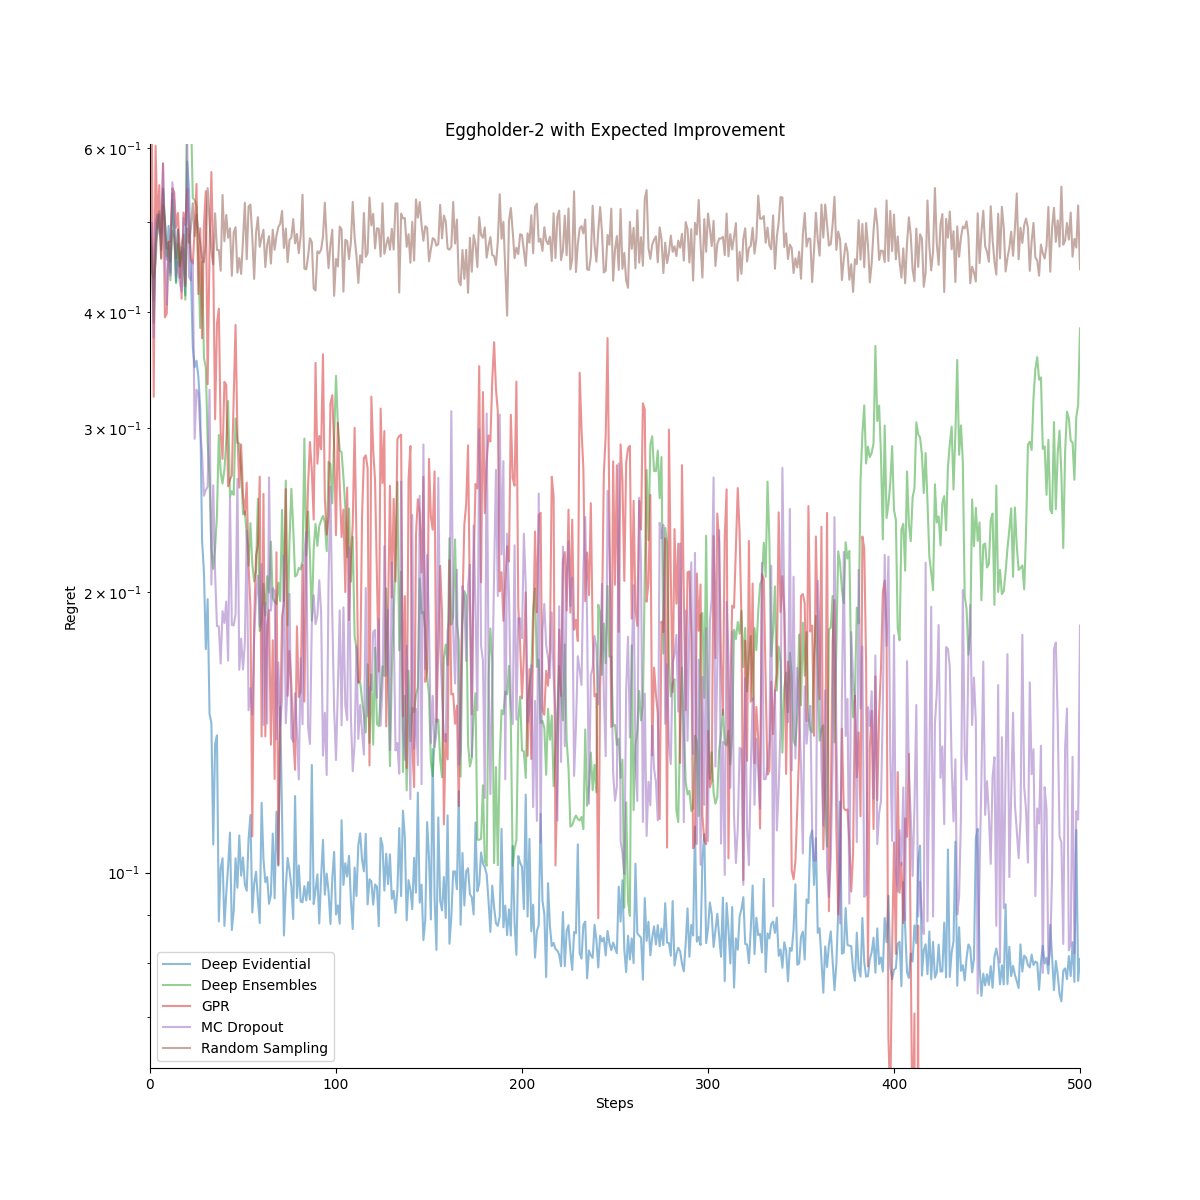 Eggholder-2 with Expected Improvement
6 × 10⁻¹
4 × 10⁻¹
3 × 10⁻¹
2 × 10⁻¹
10⁻¹
Regret
Deep Evidential
Deep Ensembles
GPR
MC Dropout
Random Sampling
0 100 200 300 400 500
Steps